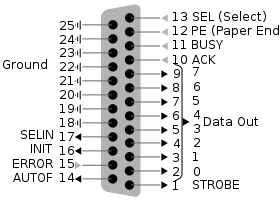 25
24
23
22
21
20
19
18
Ground
SELIN 17
INIT 16
ERROR 15
AUTOF 14
13 SEL (Select)
12 PE (Paper End
11 BUSY
10 ACK
9 7
8 6
7 5
6 4
5 3
4 2
3 1
2 0
Data Out
1 STROBE